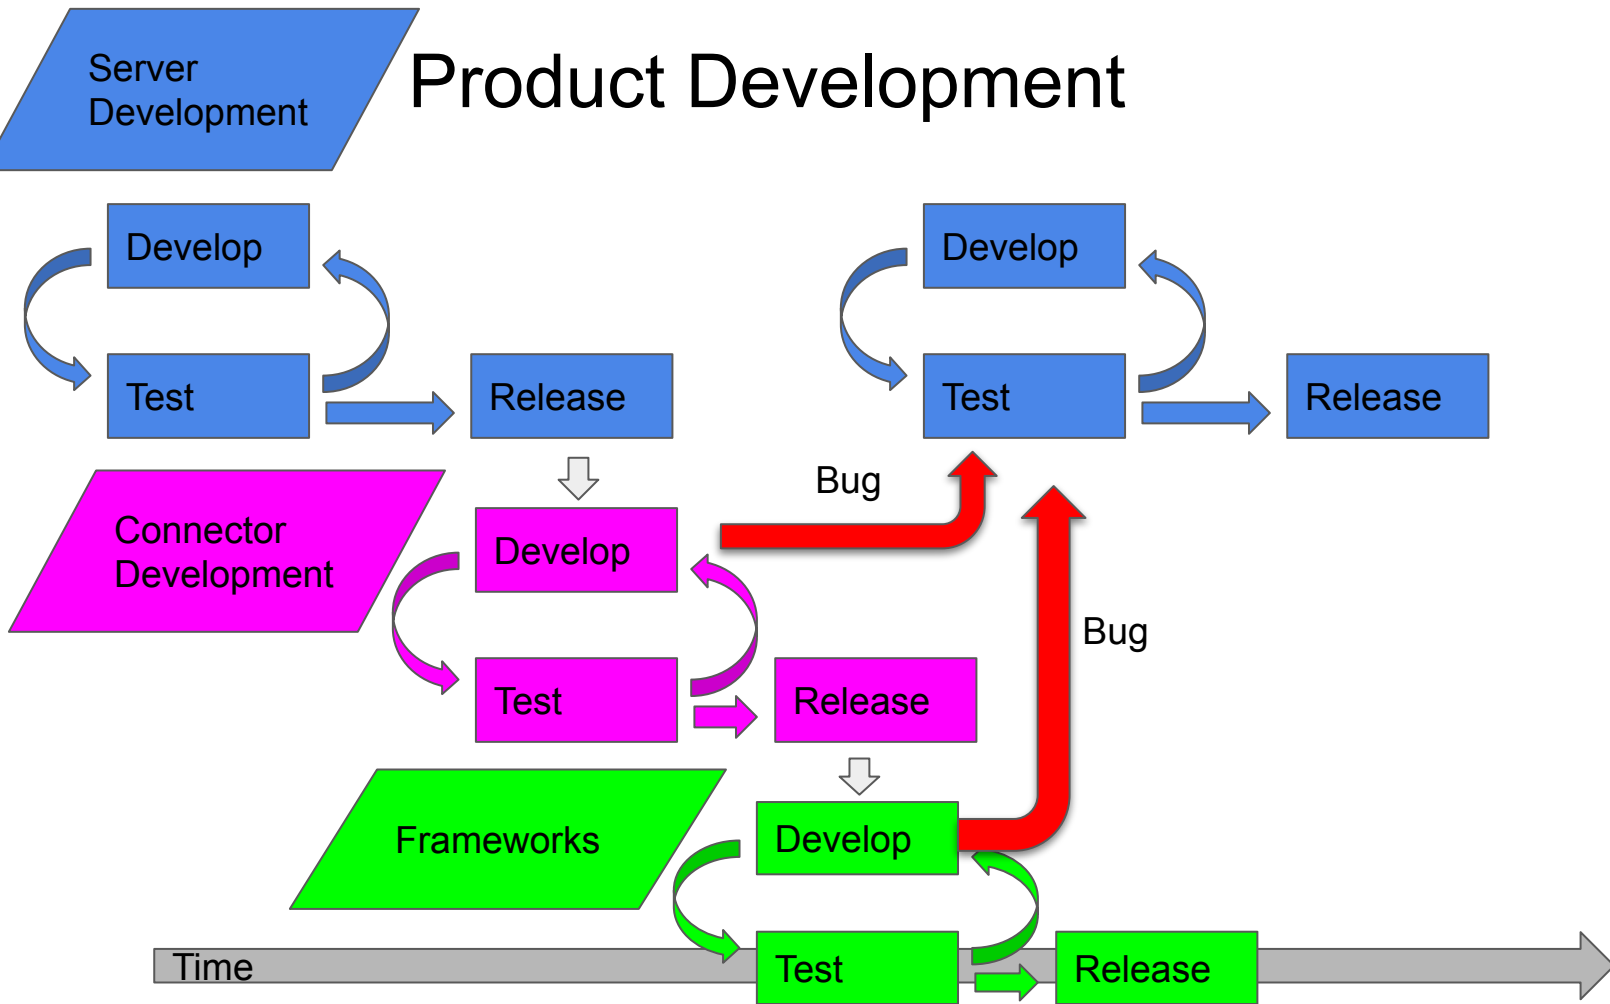 Server
Development
Product Development
Develop
Develop
Test
Release
Test
Release
Bug
Connector
Development
Develop
Bug
Test
Release
Frameworks
Develop
Time
Test
Release